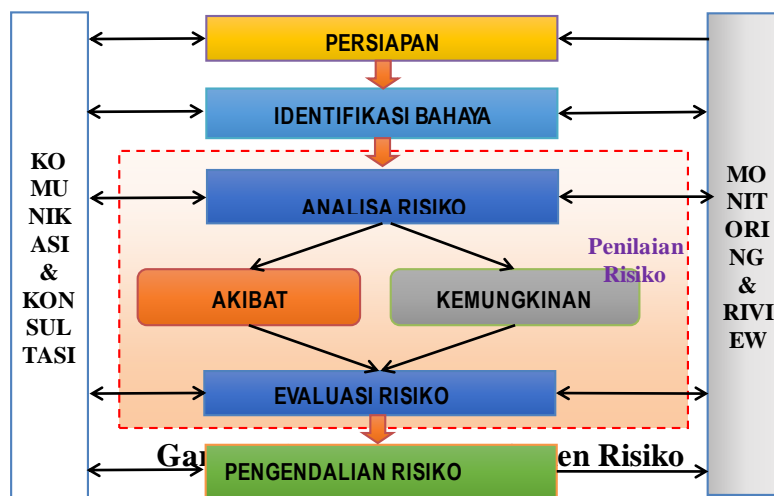 PERSIAPAN
IDENTIFIKASI BAHAYA
KO
MU
NIK
ASI
&
KON
SUL
TASI
ANALISA RISIKO
Penilaian
Risiko
AKIBAT
KEMUNGKINAN
MO
NIT
ORI
NG
&
RIVI
EW
EVALUASI RISIKO
en Risiko
PENGENDALIAN RISIKO